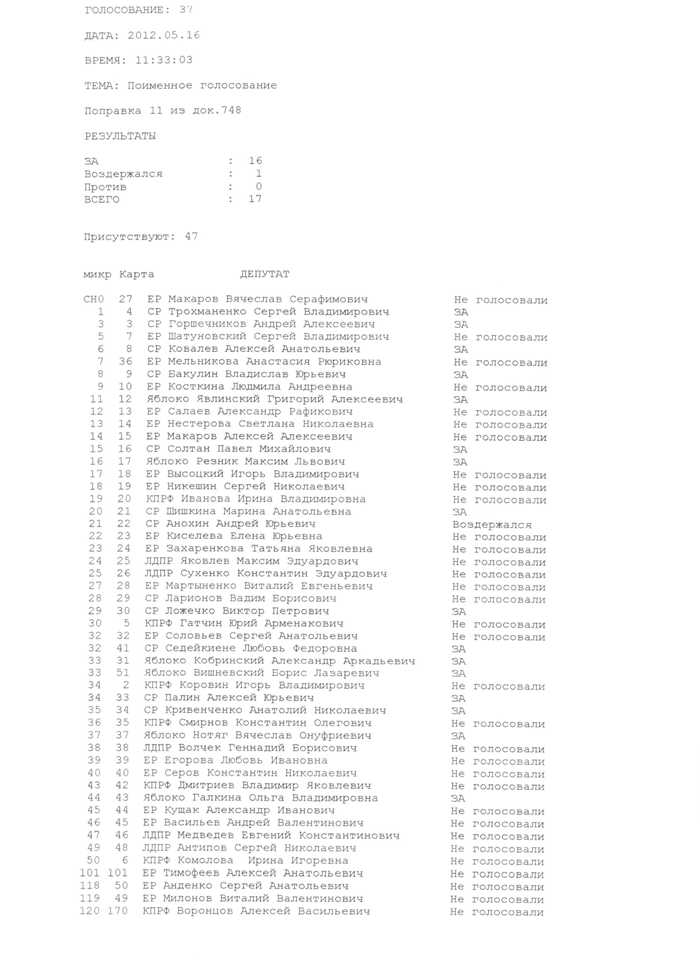 ГОЛОСОВАНИЕ: 37
ДАТА: 2012.05.16
ВРЕМЯ: 11:33:03
ТЕМА: Поименное голосование
Поправка 11 из док.748
РЕЗУЛЬТАТЫ
ЗА : 16
Воздержался : 1
Против : 0
ВСЕГО : 17
Присутствуют: 47
микр Карта ДЕПУТАТ
СН0 27 ЕР Макаров Вячеслав Серафимович Не голосовали
1 4 СР Трохманенко Сергей Владимирович ЗА
3 3 СР Горшечников Андрей Алексеевич ЗА
5 7 ЕР Шатуновский Сергей Владимирович Не голосовали
6 8 СР Ковалев Алексей Анатольевич ЗА
7 36 ЕР Мельникова Анастасия Рюриковна Не голосовали
8 9 СР Бакулин Владислав Юрьевич ЗА
9 10 ЕР Косткина Людмила Андреевна Не голосовали
11 12 Яблоко Явлинский Григорий Алексеевич ЗА
12 13 ЕР Салаев Александр Рафикович Не голосовали
13 14 ЕР Нестерова Светлана Николаевна Не голосовали
14 15 ЕР Макаров Алексей Алексеевич Не голосовали
15 16 СР Солтан Павел Михайлович ЗА
16 17 Яблоко Резник Максим Львович ЗА
17 18 ЕР Высоцкий Игорь Владимирович Не голосовали
18 19 ЕР Никешин Сергей Николаевич Не голосовали
19 20 КПРФ Иванова Ирина Владимировна Не голосовали
20 21 СР Шишкина Марина Анатольевна ЗА
21 22 СР Анохин Андрей Юрьевич Воздержался
22 23 ЕР Киселева Елена Юрьевна Не голосовали
23 24 ЕР Захаренкова Татьяна Яковлевна Не голосовали
24 25 ЛДПР Яковлев Максим Эдуардович Не голосовали
25 26 ЛДПР Сухенко Константин Эдуардович Не голосовали
27 28 ЕР Мартыненко Виталий Евгеньевич Не голосовали
28 29 СР Ларионов Вадим Борисович Не голосовали
29 30 СР Ложечко Виктор Петрович ЗА
30 5 КПРФ Гатчин Юрий Арменакович Не голосовали
32 32 ЕР Соловьев Сергей Анатольевич Не голосовали
32 41 СР Седейкиене Любовь Федоровна ЗА
33 31 Яблоко Кобринский Александр Аркадьевич ЗА
33 51 Яблоко Вишневский Борис Лазаревич ЗА
34 2 КПРФ Коровин Игорь Владимирович Не голосовали
34 33 СР Палин Алексей Юрьевич ЗА
35 34 СР Кривенченко Анатолий Николаевич ЗА
36 35 КПРФ Смирнов Константин Олегович Не голосовали
37 37 Яблоко Нотяг Вячеслав Онуфриевич ЗА
38 38 ЛДПР Волчек Геннадий Борисович Не голосовали
39 39 ЕР Егорова Любовь Ивановна Не голосовали
40 40 ЕР Серов Константин Николаевич Не голосовали
43 42 КПРФ Дмитриев Владимир Яковлевич Не голосовали
44 43 Яблоко Галкина Ольга Владимировна ЗА
45 44 ЕР Кущак Александр Иванович Не голосовали
46 45 ЕР Васильев Андрей Валентинович Не голосовали
47 46 ЛДПР Медведев Евгений Константинович Не голосовали
49 48 ЛДПР Антипов Сергей Николаевич Не голосовали
50 6 КПРФ Комолова Ирина Игоревна Не голосовали
101 101 ЕР Тимофеев Алексей Анатольевич Не голосовали
118 50 ЕР Анденко Сергей Анатольевич Не голосовали
119 49 ЕР Милонов Виталий Валентинович Не голосовали
120 170 КПРФ Воронцов Алексей Васильевич Не голосовали